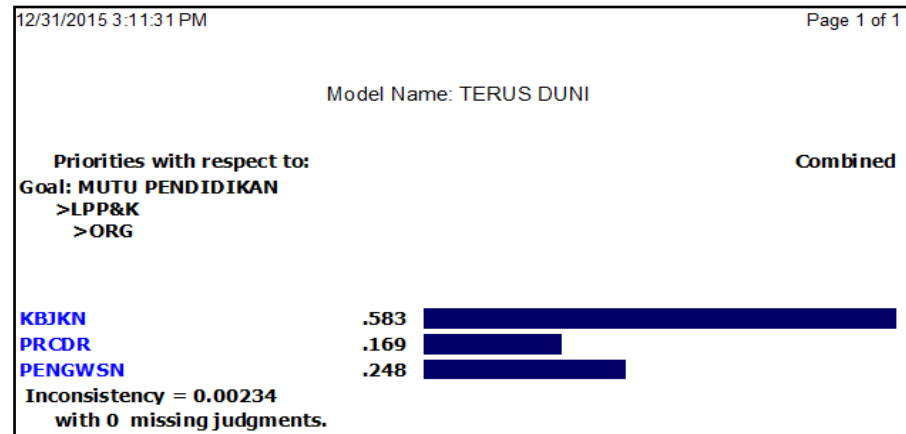 12/31/2015 3:11:31 PM Page 1 of 1
Model Name: TERUS DUNI
Priorities with respect to: Combined
Goal: MUTU PENDIDIKAN
>LPP&K
>ORG
KBJKN .583
PRCDR .169
PENGWSN .248
Inconsistency = 0.00234
with 0 missing judgments.